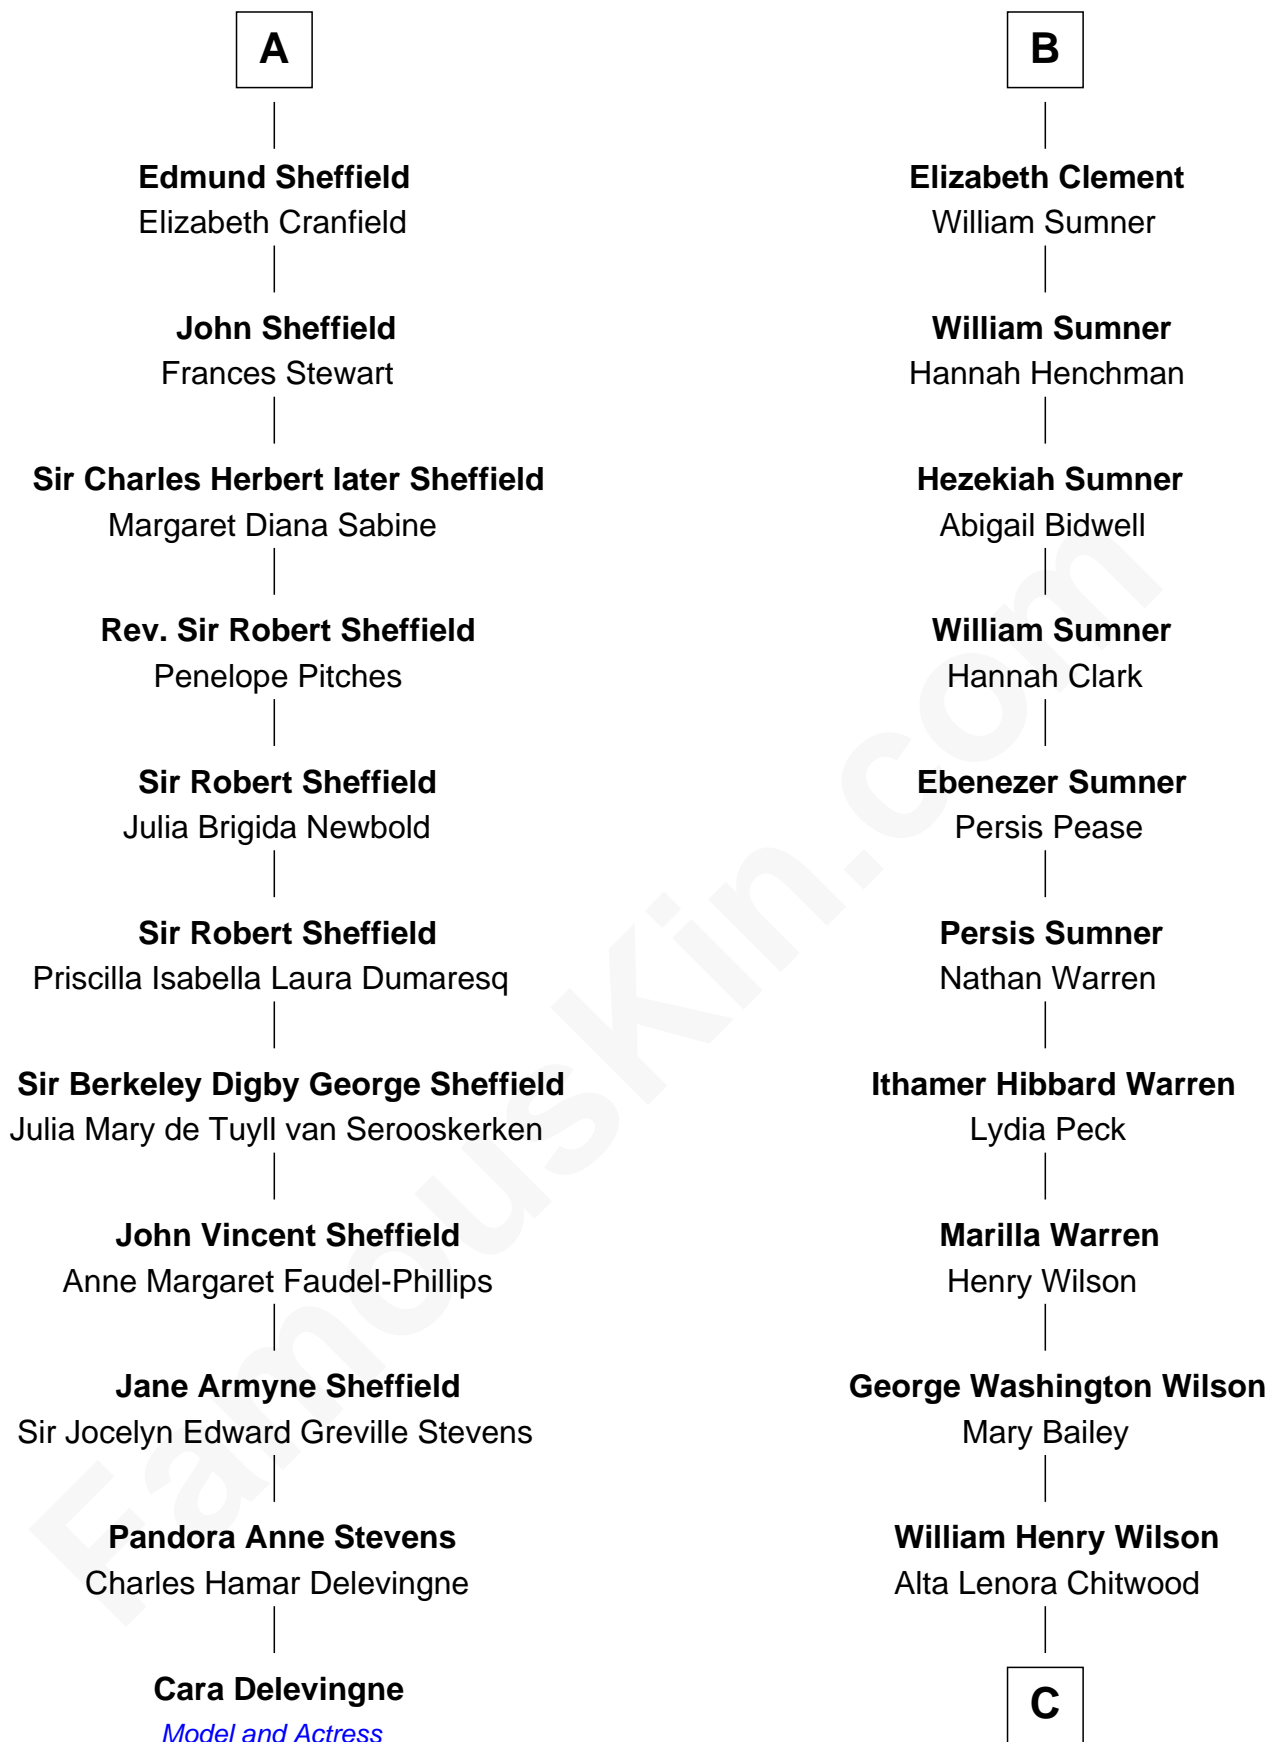 A
Edmund Sheffield
Elizabeth Cranfield
John Sheffield
Frances Stewart
Sir Charles Herbert later Sheffield
Margaret Diana Sabine
Rev. Sir Robert Sheffield
Penelope Pitches
Sir Robert Sheffield
Julia Brigida Newbold
Sir Robert Sheffield
Priscilla Isabella Laura Dumaresq
Sir Berkeley Digby George Sheffield
Julia Mary de Tuyll van Serooskerken
John Vincent Sheffield
Anne Margaret Faudel-Phillips
Jane Armyne Sheffield
Sir Jocelyn Edward Greville Stevens
Pandora Anne Stevens
Charles Hamar Delevingne
Cara Delevingne
Model and Actress
B
Elizabeth Clement
William Sumner
William Sumner
Hannah Henchman
Hezekiah Sumner
Abigail Bidwell
William Sumner
Hannah Clark
Ebenezer Sumner
Persis Pease
Persis Sumner
Nathan Warren
Ithamer Hibbard Warren
Lydia Peck
Marilla Warren
Henry Wilson
George Washington Wilson
Mary Bailey
William Henry Wilson
Alta Lenora Chitwood
C
FamousKin.com